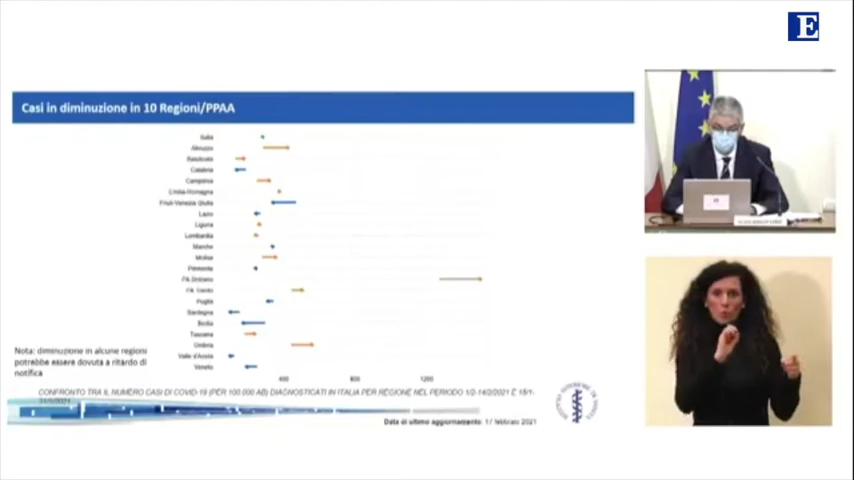 E
Casi in diminuzione in 10 Regioni/PPAA
Italia
Abruzzo
Basilicata
Calabria
Campania
Emilia-Romagna
Friuli-Venezia Giulia
Lazio
Liguria
Lombardia
Marche
Molise
Piemonte
PA Bolzano
PA Trento
Puglia
Sardegna
Sicilia
Toscana
Umbria
Valle d'Aosta
Veneto
400 800 1200
Nota: diminuzione in alcune regioni
potrebbe essere dovuta a ritardo di
notifica
CONFRONTO TRA IL NUMERO CASI DI COVID-19 (PER 100.000 AB) DIAGNOSTICATI IN ITALIA PER REGIONE NEL PERIODO 1/2-14/2/2021 E 18/1-
31/1/2021
Data di ultimo aggiornamento: 17 febbraio 2021